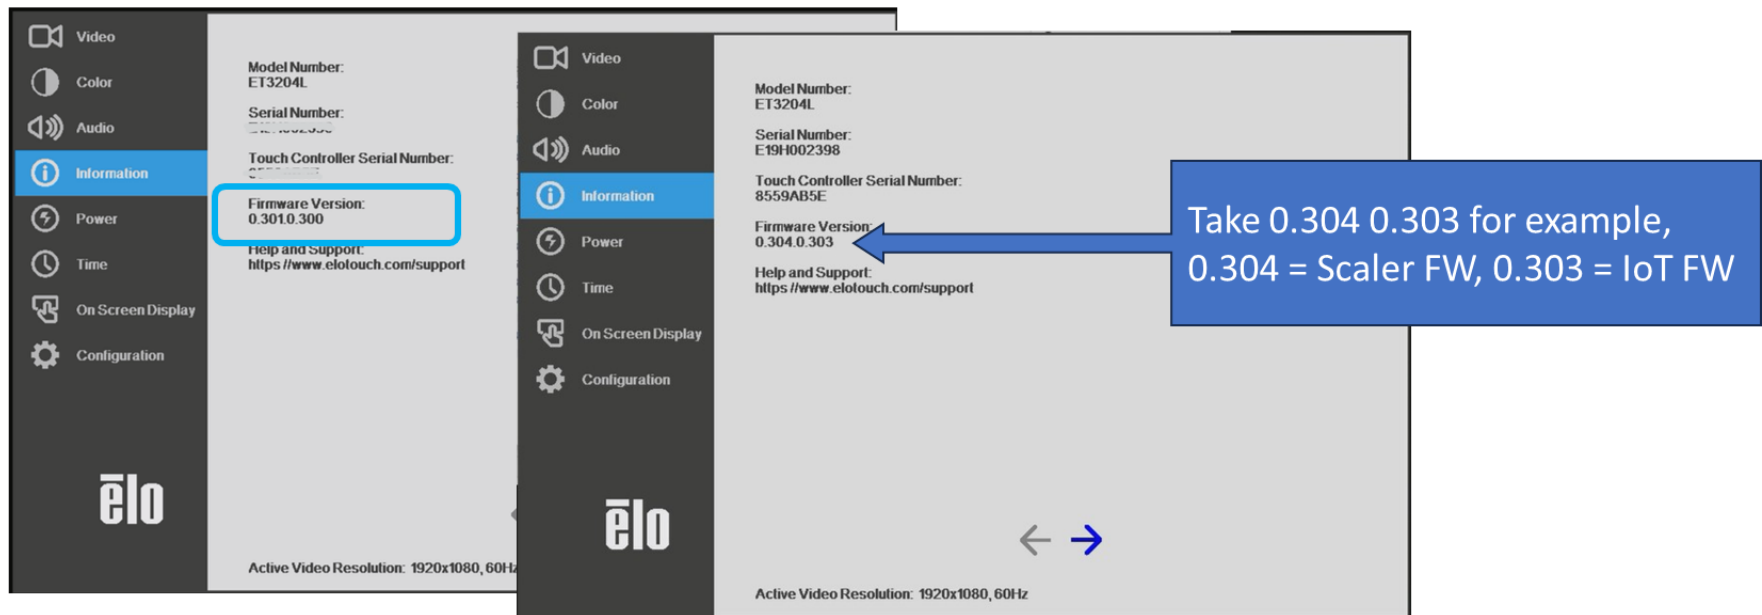 Video
Color
Audio
Information
Power
Time
On Screen Display
Configuration
ēlo
Model Number:
ET3204L
Serial Number:
Touch Controller Serial Number:
Firmware Version:
0.301.0.300
Help and Support:
https://www.elotouch.com/support
Active Video Resolution: 1920x1080, 60Hz
Video
Color
Audio
Information
Power
Time
On Screen Display
Configuration
ēlo
Model Number:
ET3204L
Serial Number:
E19H002398
Touch Controller Serial Number:
8559AB5E
Firmware Version:
0.304.0.303
Help and Support:
https://www.elotouch.com/support
Active Video Resolution: 1920x1080, 60Hz
Take 0.304 0.303 for example,
0.304 = Scaler FW, 0.303 = IoT FW